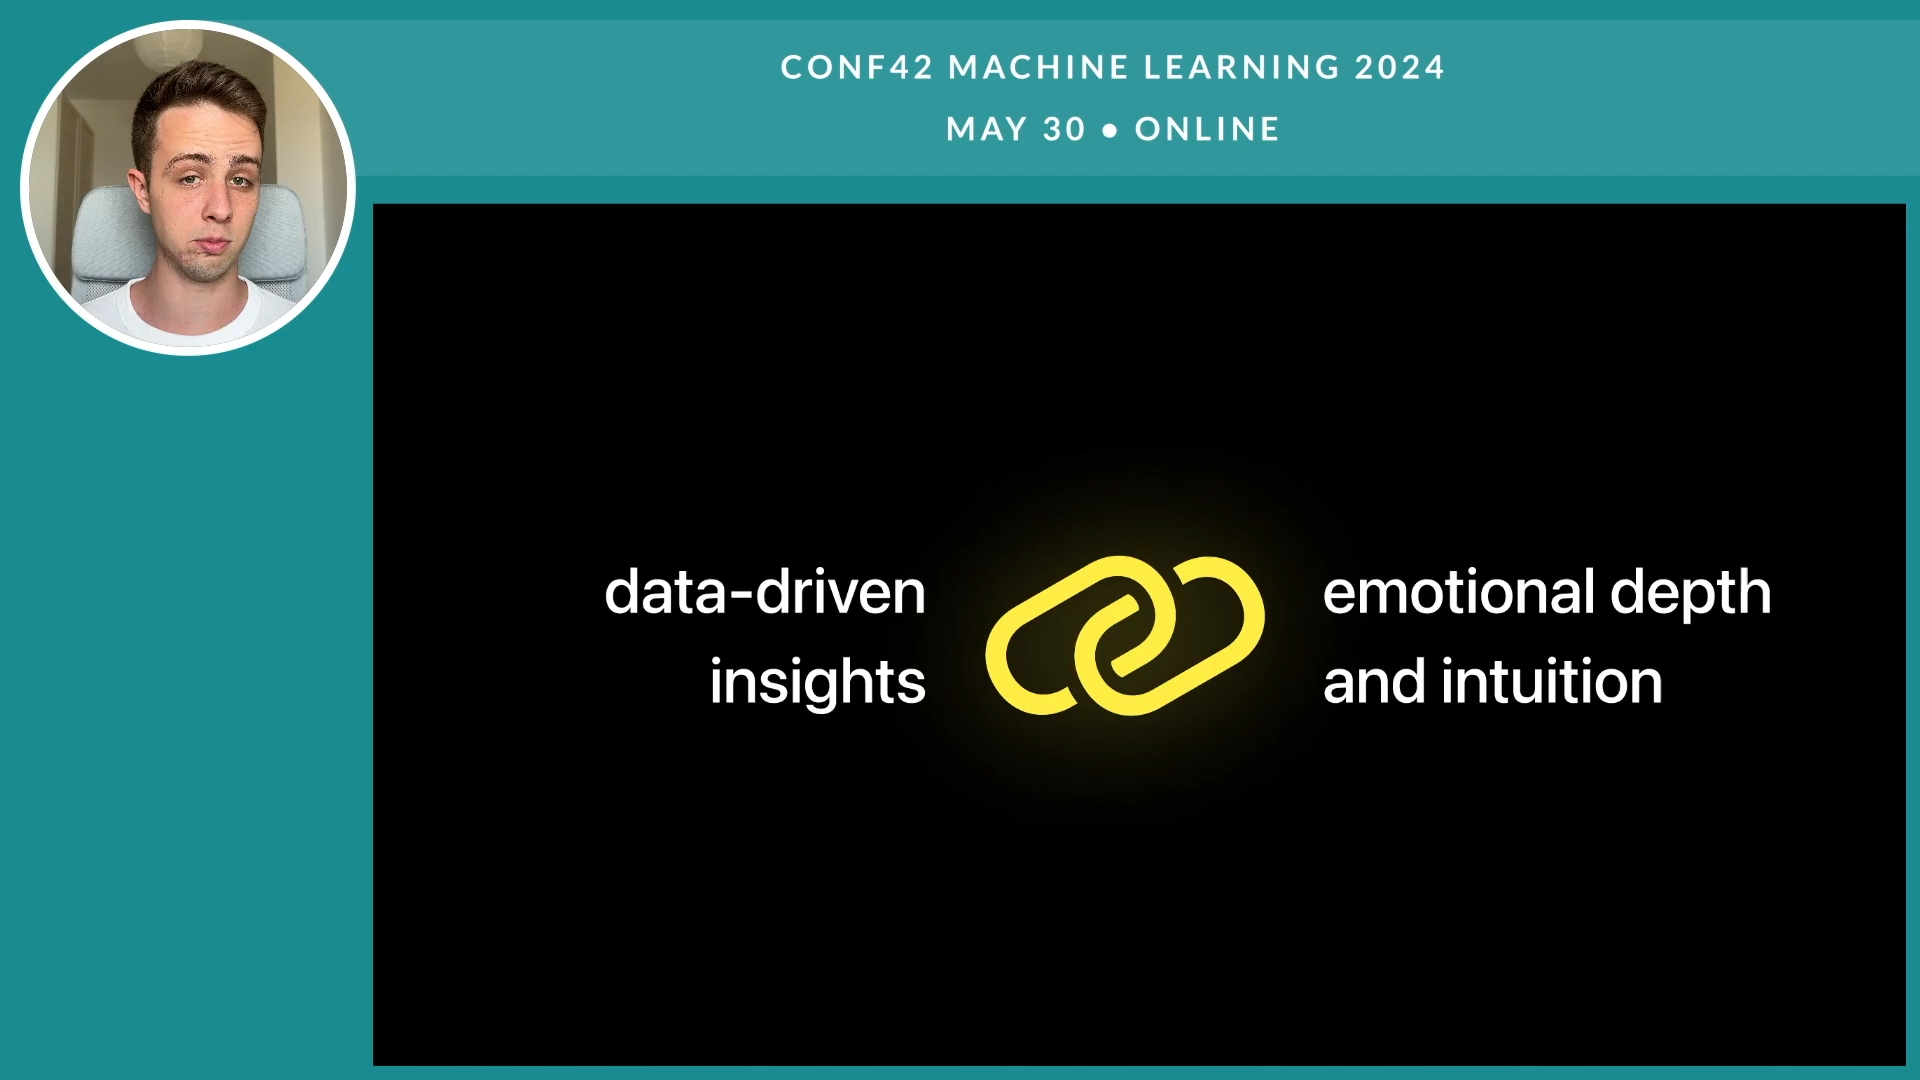 CONF42 MACHINE LEARNING 2024
MAY 30 • ONLINE
data-driven
insights
emotional depth
and intuition